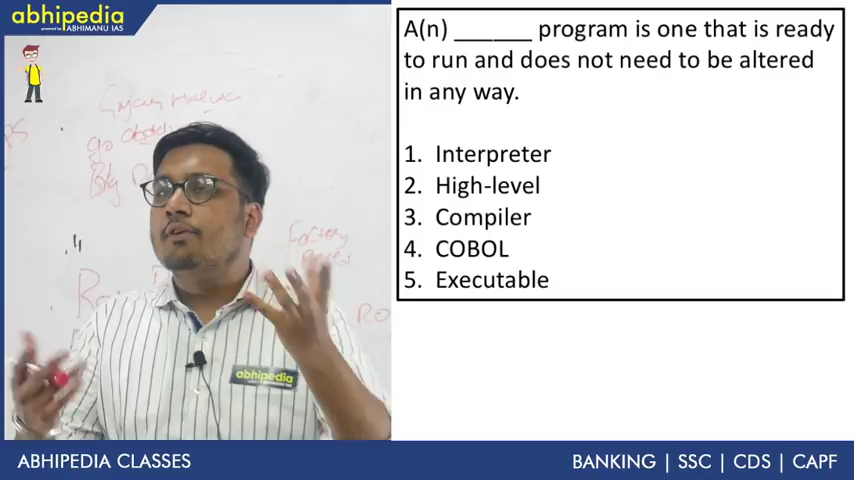 abhipedia
powered by ABHIMANU IAS
A(n) ______ program is one that is ready
to run and does not need to be altered
in any way.
1. Interpreter
2. High-level
3. Compiler
4. COBOL
5. Executable
Factory
abhipedia
ABHIPEDIA CLASSES
BANKING | SSC | CDS | CAPF